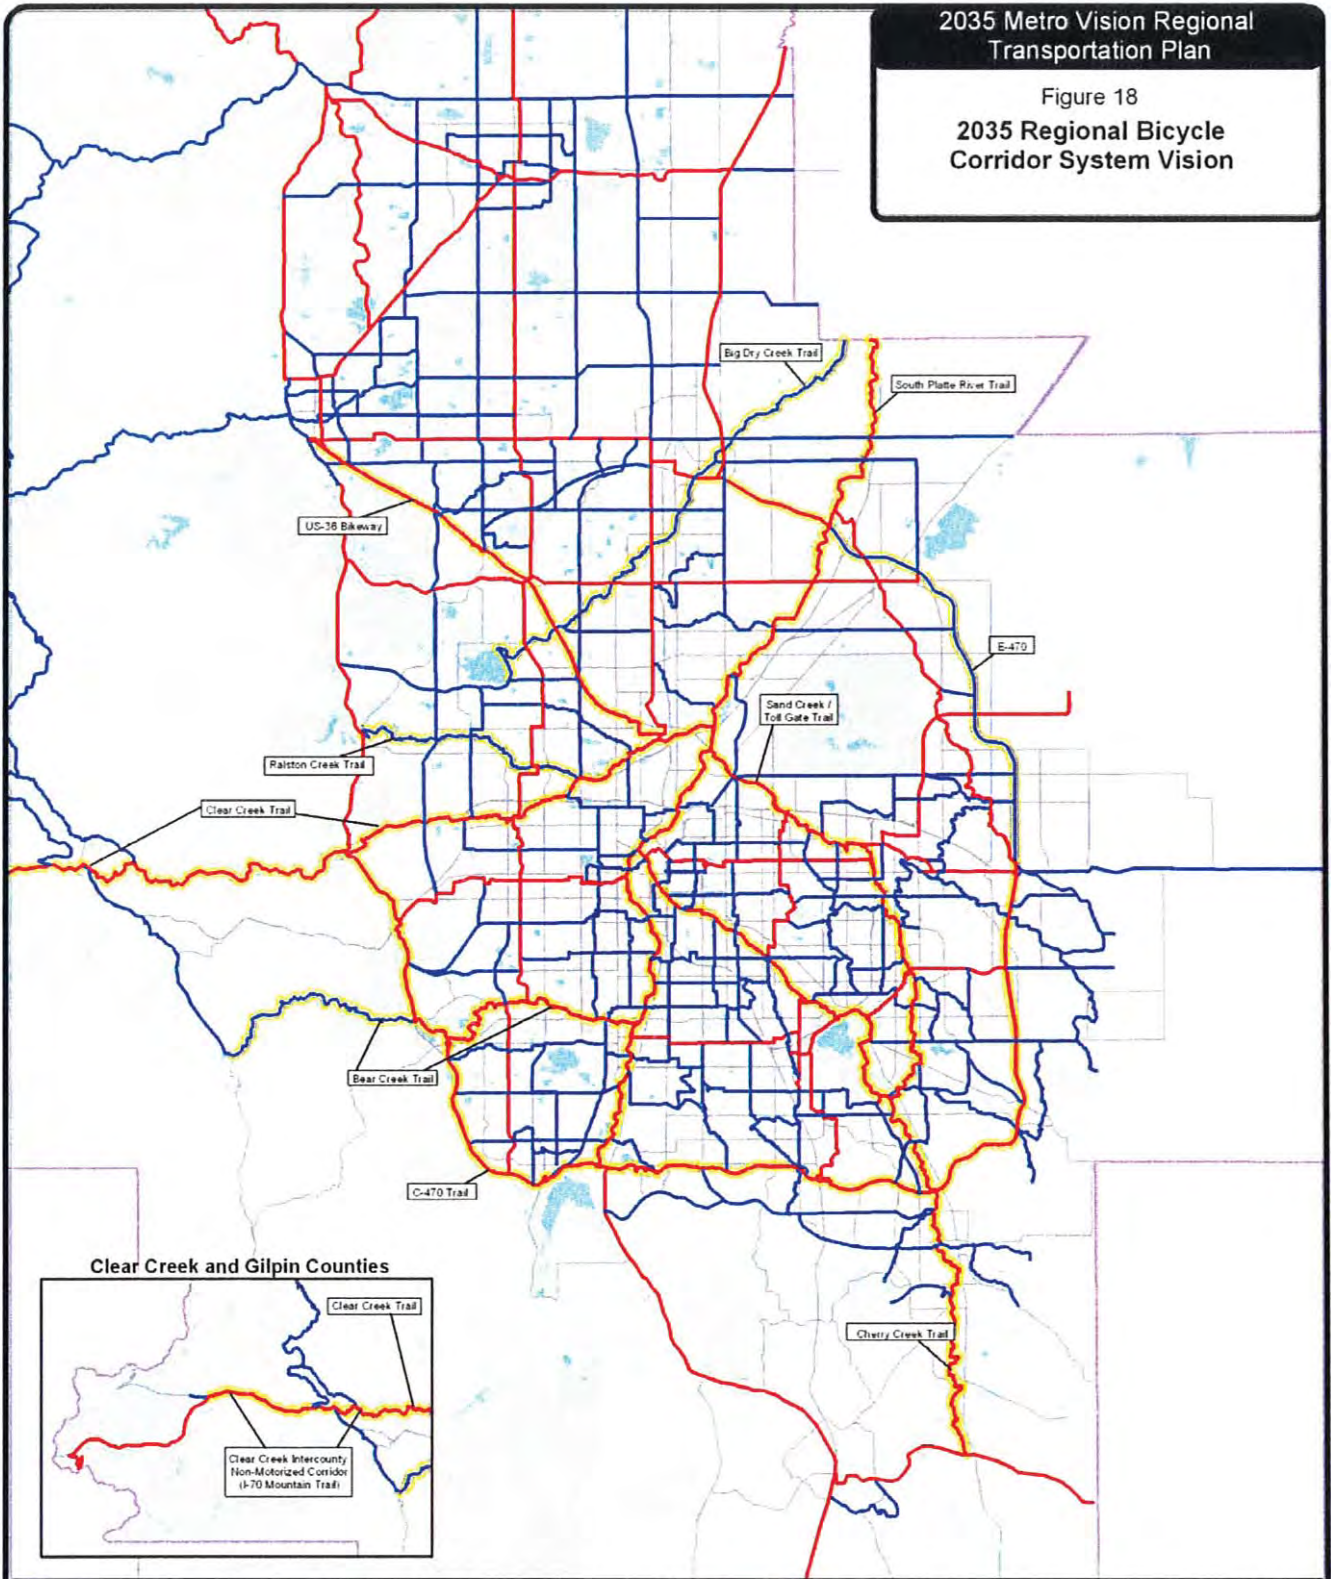 2035 Metro Vision Regional
Transportation Plan
Figure 18
2035 Regional Bicycle
Corridor System Vision
Big Dry Creek Trail
South Platte River Trail
US-36 Bikeway
E-470
Sand Creek /
Toll Gate Trail
Ralston Creek Trail
Clear Creek Trail
Bear Creek Trail
C-470 Trail
Clear Creek and Gilpin Counties
Clear Creek Trail
Cherry Creek Trail
Clear Creek Intercounty
Non-Motorized Corridor
(I-70 Mountain Trail)